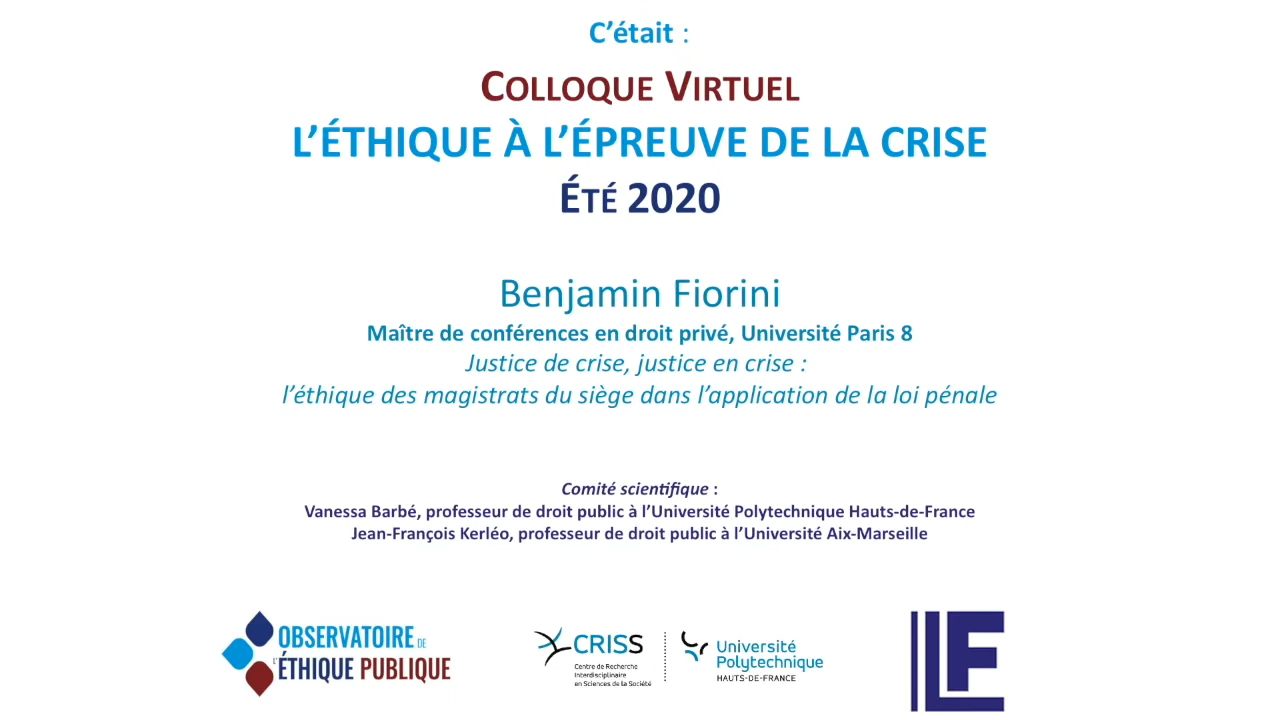 C'était :
COLLOQUE VIRTUEL
L'ÉTHIQUE À L'ÉPREUVE DE LA CRISE
ÉTÉ 2020
Benjamin Fiorini
Maître de conférences en droit privé, Université Paris 8
Justice de crise, justice en crise :
l'éthique des magistrats du siège dans l'application de la loi pénale
Comité scientifique :
Vanessa Barbé, professeur de droit public à l'Université Polytechnique Hauts-de-France
Jean-François Kerléo, professeur de droit public à l'Université Aix-Marseille
OBSERVATOIRE DE
L'ÉTHIQUE PUBLIQUE
CRISS
Centre de Recherche
Interdisciplinaire
en Sciences de la Société
Université
Polytechnique
HAUTS-DE-FRANCE
LF